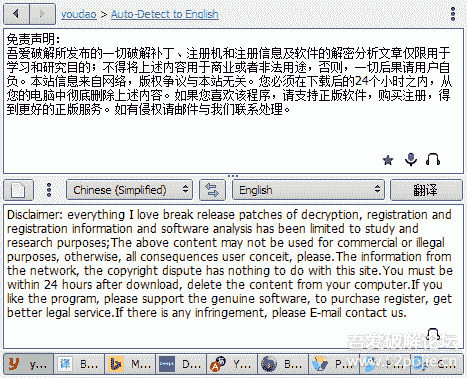 youdao > Auto-Detect to English
免责声明：
吾爱破解所发布的一切破解补丁、注册机和注册信息及软件的解密分析文章仅限用于
学习和研究目的；不得将上述内容用于商业或者非法用途，否则，一切后果请用户自
负。本站信息来自网络，版权争议与本站无关。您必须在下载后的24个小时之内，从
您的电脑中彻底删除上述内容。如果您喜欢该程序，请支持正版软件，购买注册，得
到更好的正版服务。如有侵权请邮件与我们联系处理。
Chinese (Simplified) English 翻译
Disclaimer: everything I love break release patches of decryption, registration and
registration information and software analysis has been limited to study and
research purposes;The above content may not be used for commercial or illegal
purposes, otherwise, all consequences user conceit, please.The information from
the network, the copyright dispute has nothing to do with this site.You must be
within 24 hours after download, delete the content from your computer.If you
like the program, please support the genuine software, to purchase register, get
better legal service.If there is any infringement, please E-mail contact us.
吾爱破解论坛
www.52pojie.cn
y... B... M... D... Y... B... P... P... C...